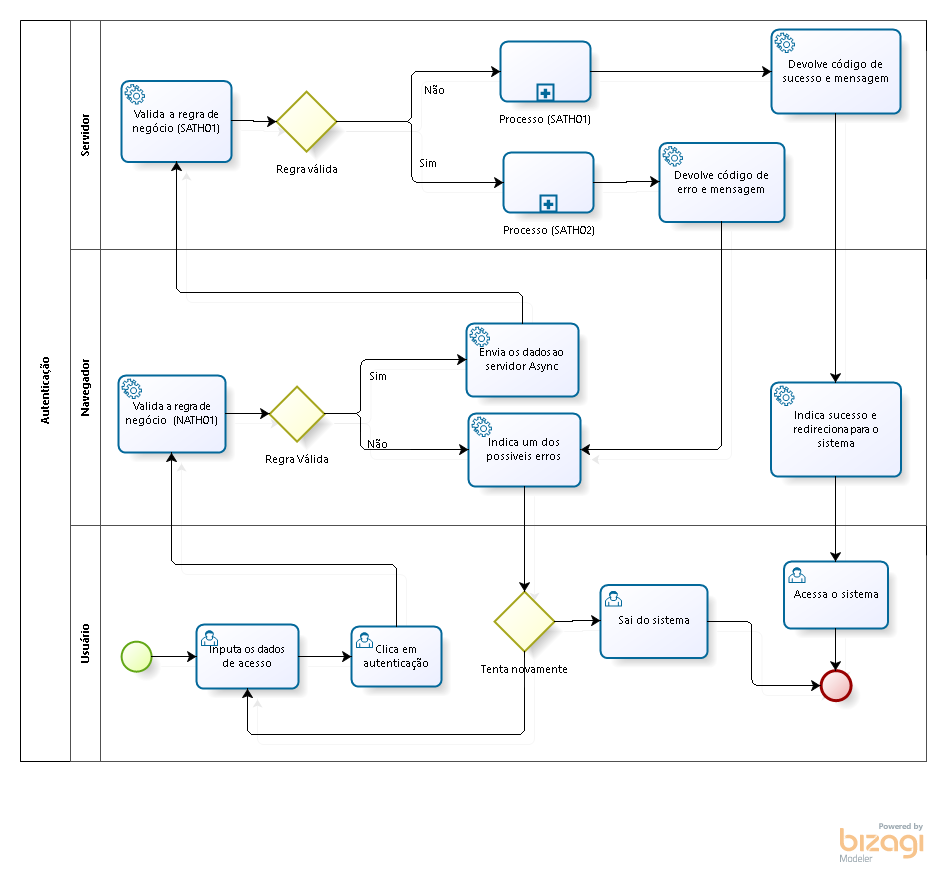 Autenticação
Servidor
Valida a regra de
negócio (SATH01)
Regra válida
Não
Sim
Processo (SATH01)
Processo (SATH02)
Devolve código de
sucesso e mensagem
Devolve código de
erro e mensagem
Navegador
Valida a regra de
negócio (NATH01)
Regra Válida
Sim
Não
Envia os dados ao
servidor Async
Indica um dos
possiveis erros
Indica sucesso e
redireciona para o
sistema
Usuário
Inputa os dados
de acesso
Clica em
autenticação
Tenta novamente
Sai do sistema
Acessa o sistema
Powered by
bizagi
Modeler